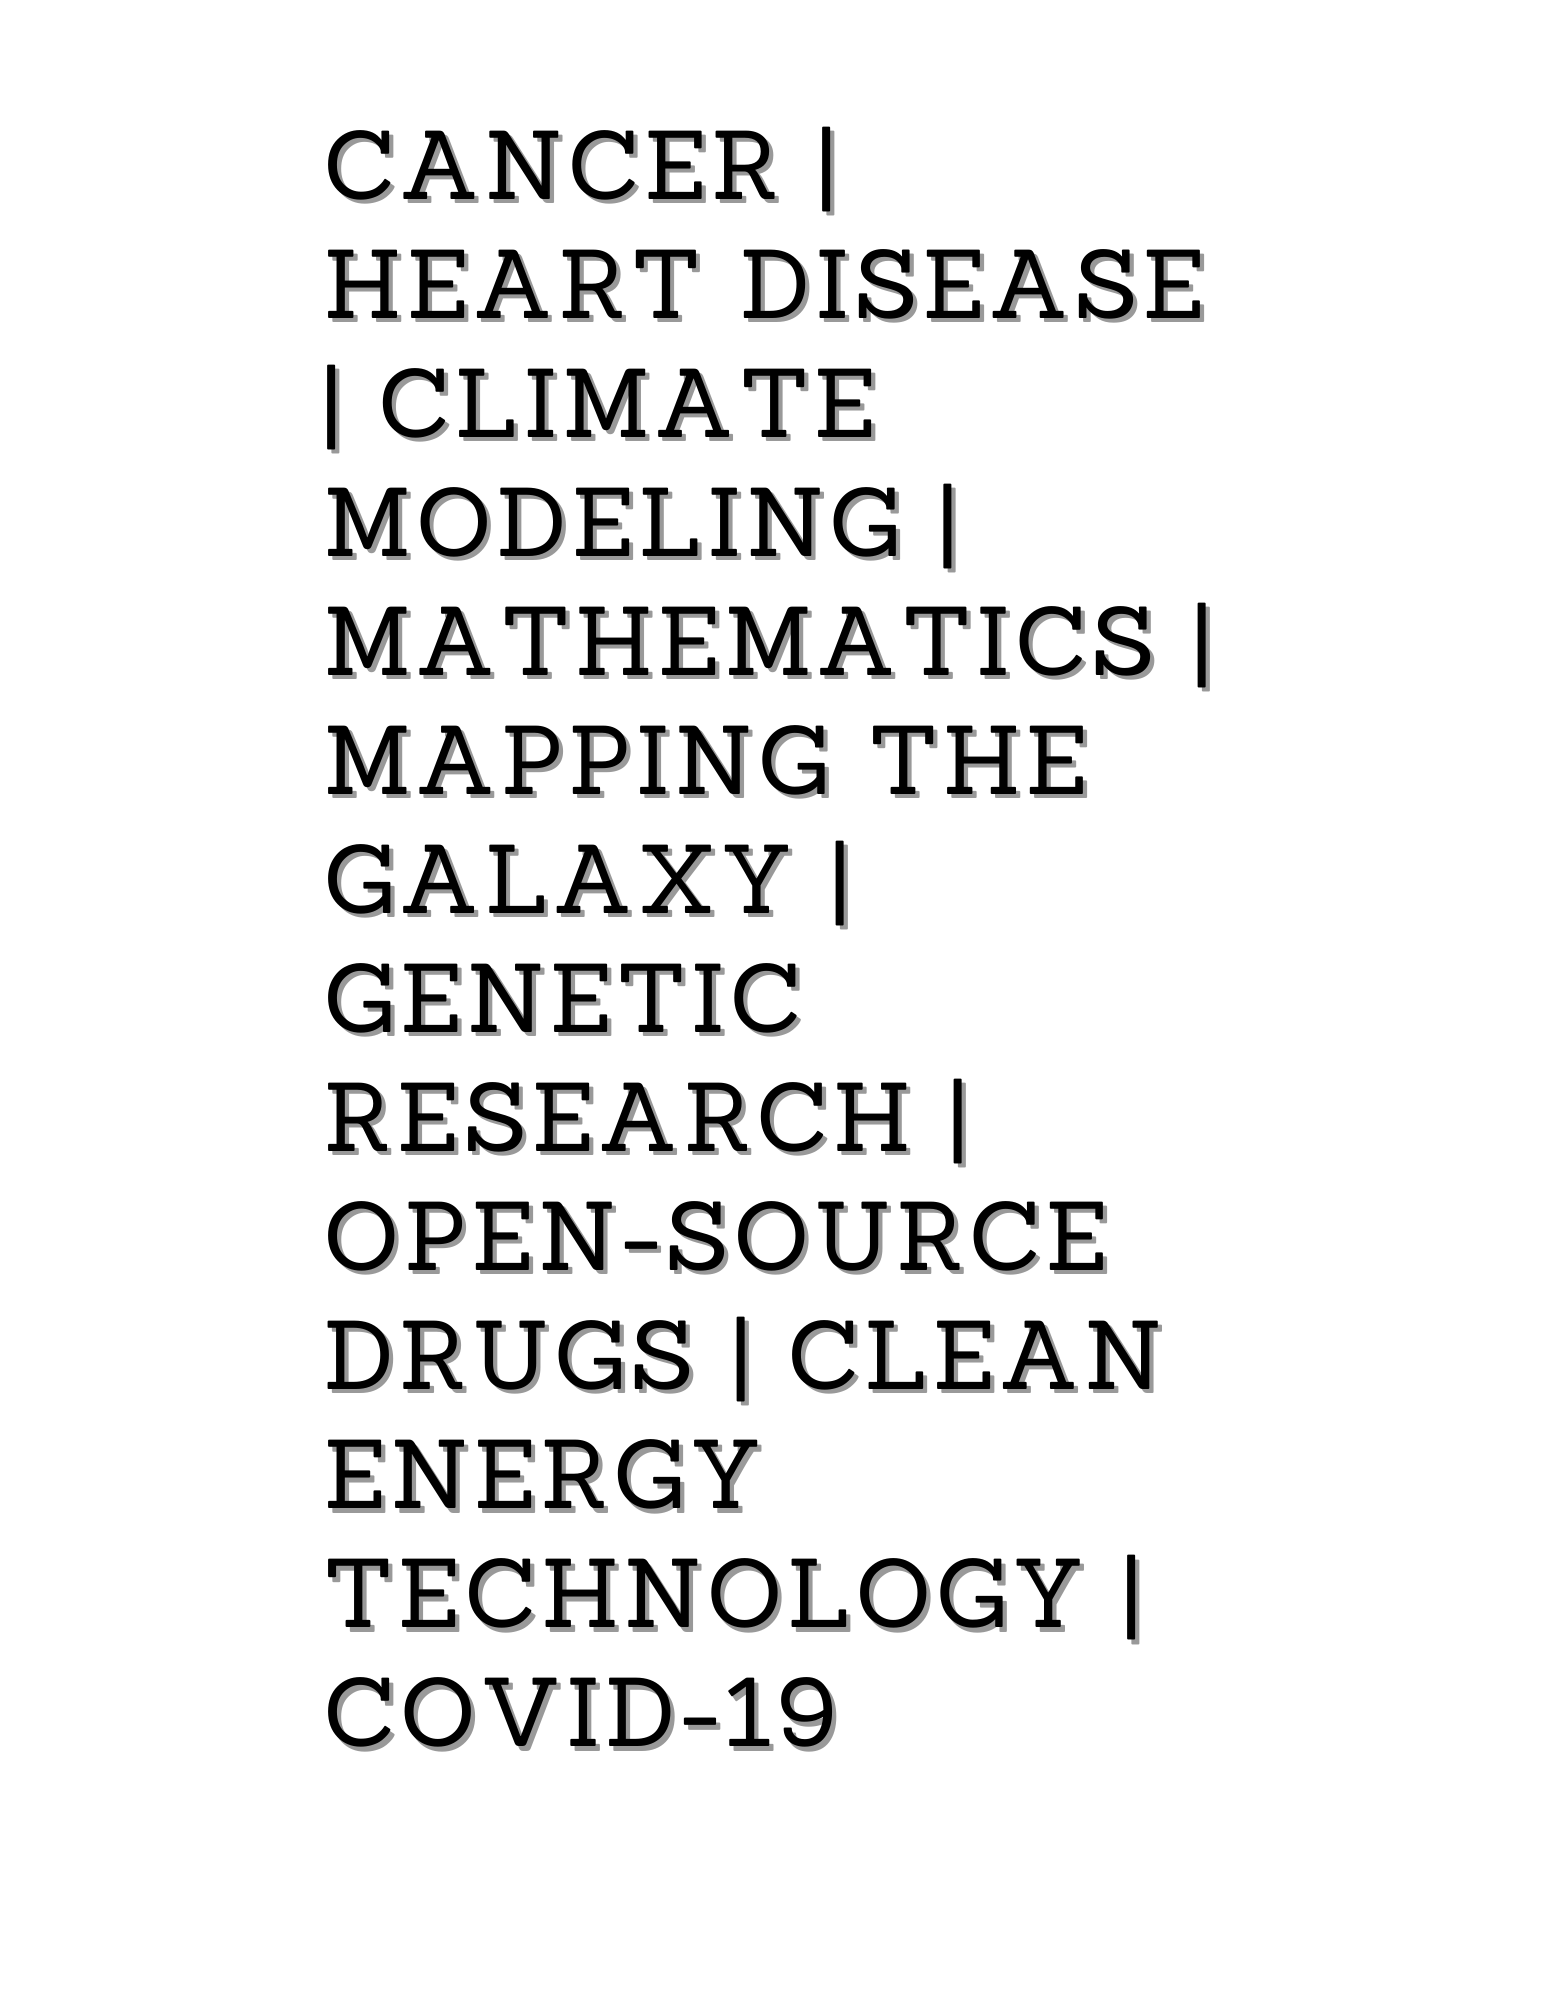 CANCER |
HEART DISEASE
| CLIMATE
MODELING |
MATHEMATICS |
MAPPING THE
GALAXY |
GENETIC
RESEARCH |
OPEN-SOURCE
DRUGS | CLEAN
ENERGY
TECHNOLOGY |
COVID-19